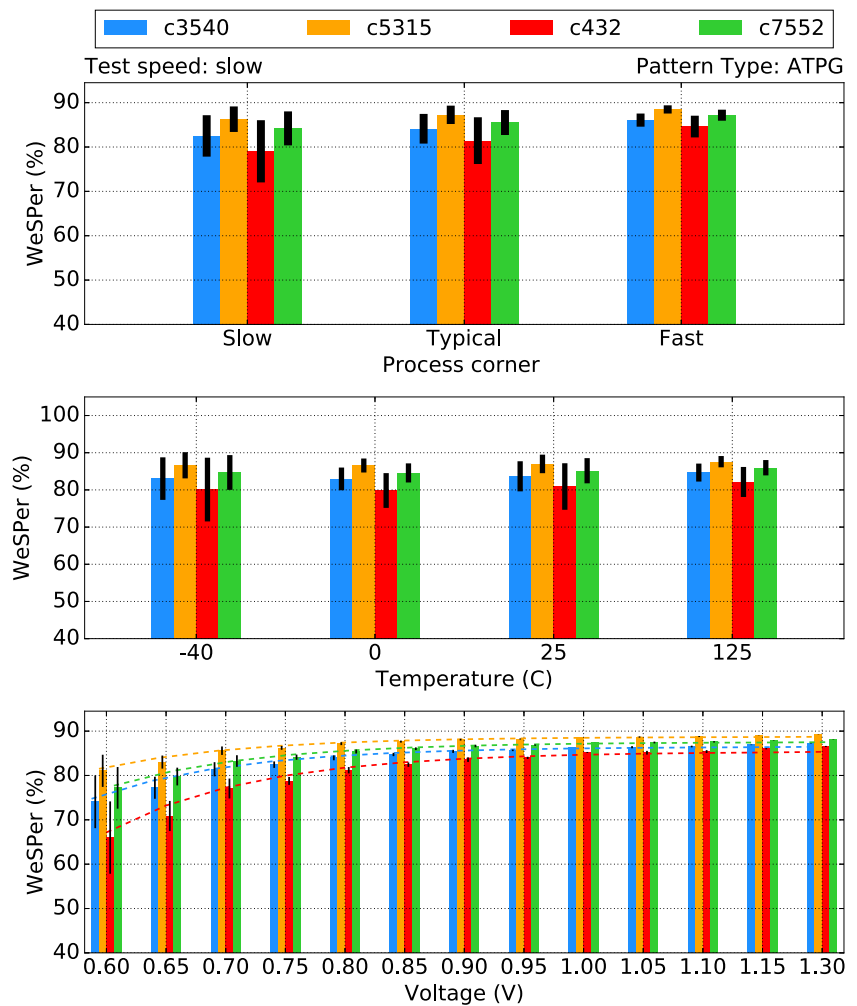 c3540 c5315 c432 c7552
Test speed: slow Pattern Type: ATPG
90
80
70
60
50
40
WeSPer (%)
Slow Typical Fast
Process corner
100
90
80
70
60
50
40
WeSPer (%)
-40 0 25 125
Temperature (C)
90
80
70
60
50
40
WeSPer (%)
0.60 0.65 0.70 0.75 0.80 0.85 0.90 0.95 1.00 1.05 1.10 1.15 1.30
Voltage (V)